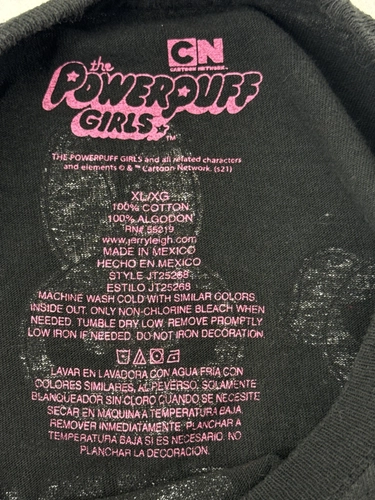 CN
CARTOON NETWORK™
the
POWERPUFF
GIRLS™
THE POWERPUFF GIRLS and all related characters
and elements © & ™ Cartoon Network. (s21)
XL/XG
100% COTTON
100% ALGODON
RN# 55219
www.jerryleigh.com
MADE IN MEXICO
HECHO EN MEXICO
STYLE JT25268
ESTILO JT25268
MACHINE WASH COLD WITH SIMILAR COLORS,
INSIDE OUT. ONLY NON-CHLORINE BLEACH WHEN
NEEDED. TUMBLE DRY LOW. REMOVE PROMPTLY
LOW IRON IF NEEDED. DO NOT IRON DECORATION.
LAVAR EN LAVADORA CON AGUA FRIA CON
COLORES SIMILARES, AL REVERSO. SOLAMENTE
BLANQUEADOR SIN CLORO CUANDO SE NECESITE
SECAR EN MAQUINA A TEMPERATURA BAJA
REMOVER INMEDIATAMENTE. PLANCHAR A
TEMPERATURA BAJA SI ES NECESARIO. NO
PLANCHAR LA DECORACION.